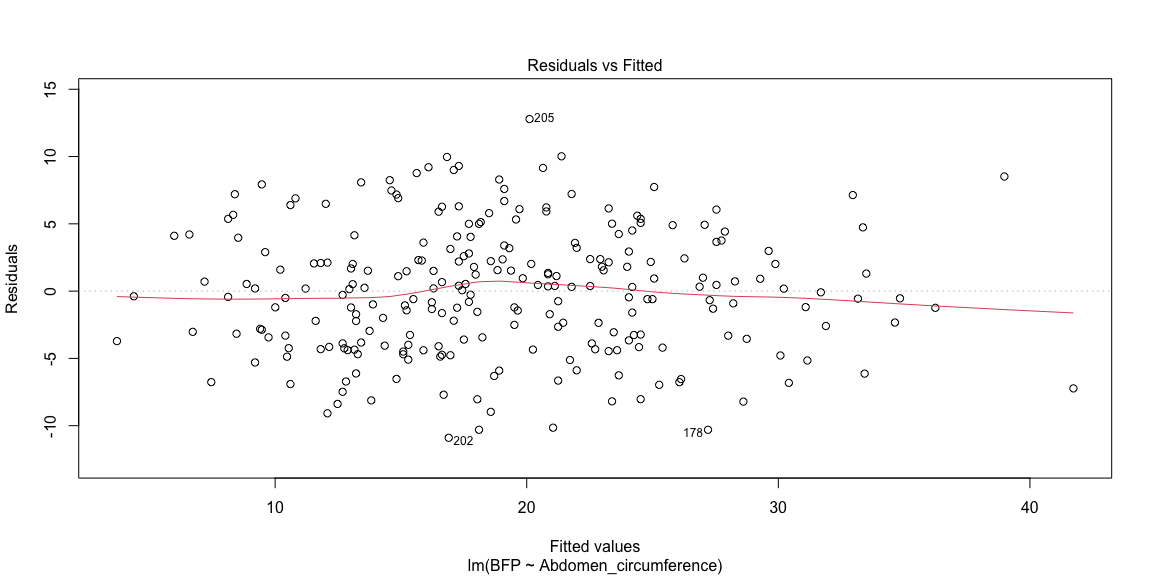 Residuals vs Fitted
15
10
5
0
-5
-10
Residuals
205
202
178
10 20 30 40
Fitted values
lm(BFP ~ Abdomen_circumference)